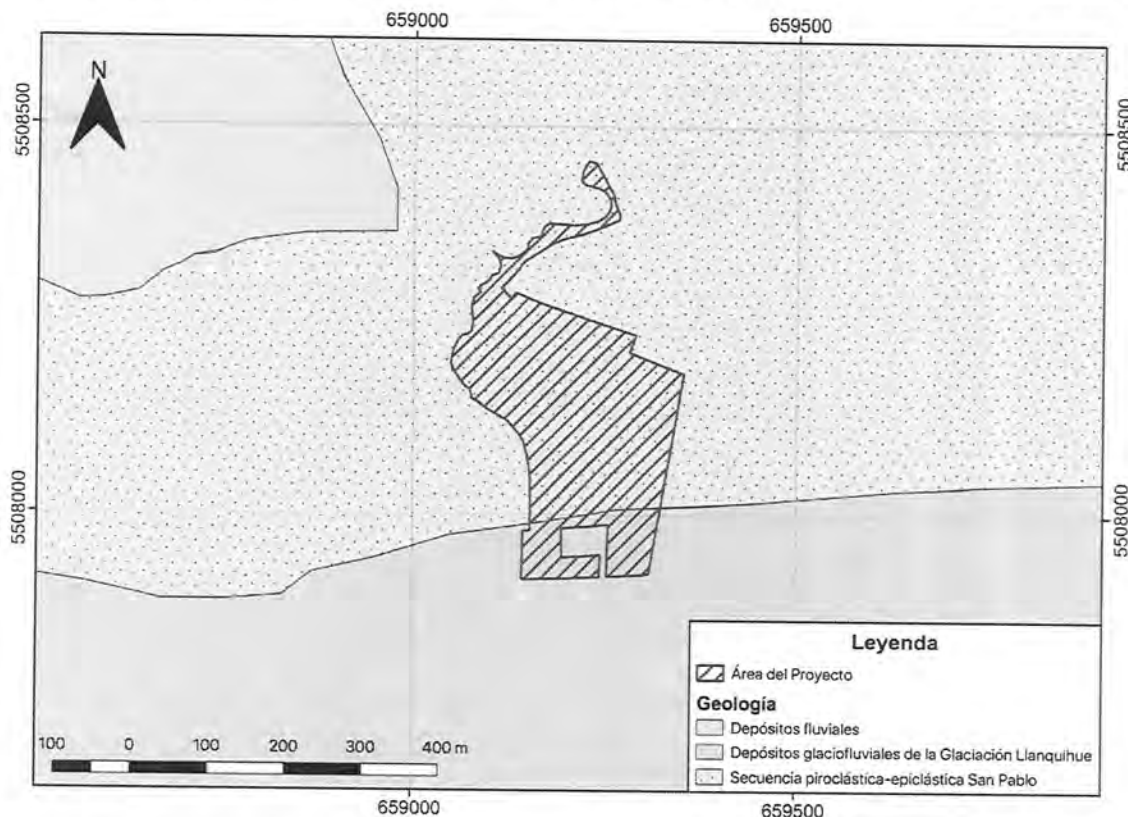 659000
659500
N
5508500
5508500
5508000
5508000
Leyenda
Área del Proyecto
Geología
Depósitos fluviales
Depósitos glaciofluviales de la Glaciación Llanquihue
Secuencia piroclástica-epiclástica San Pablo
100 0 100 200 300 400 m
659000
659500